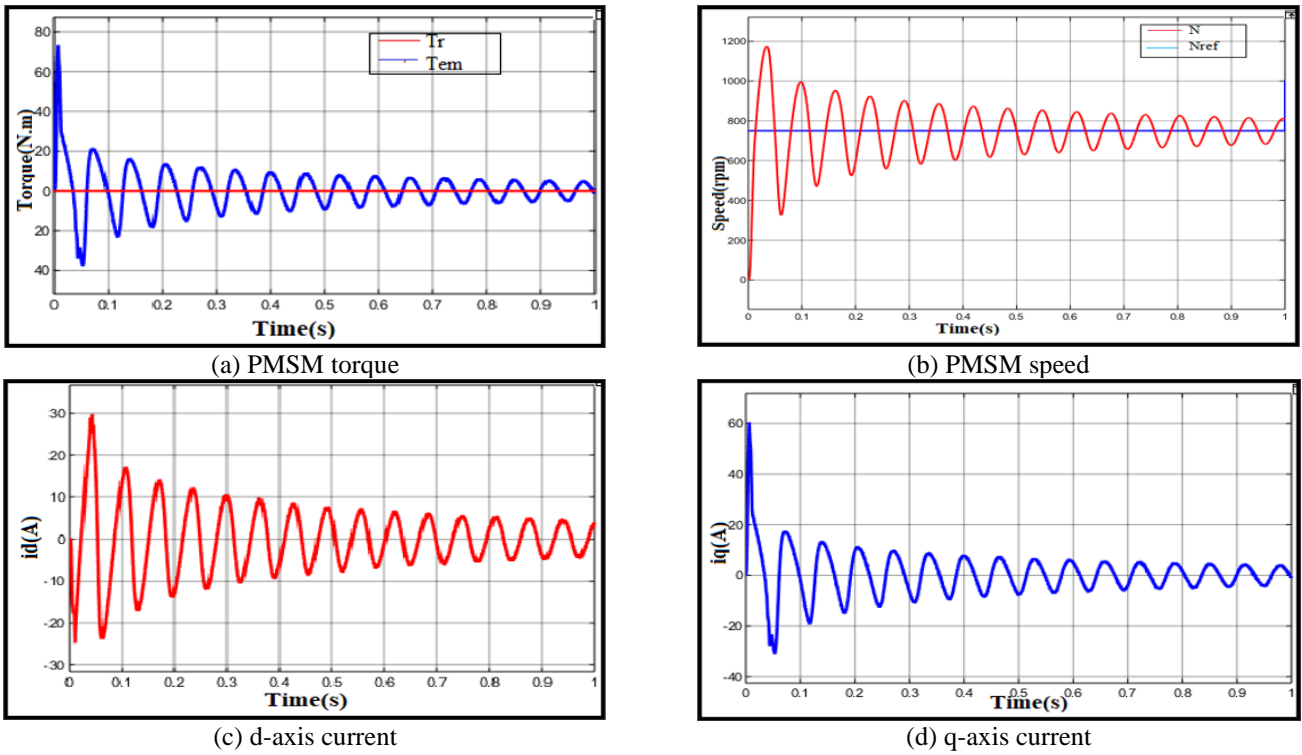 80
60
40
20
0
20
40
Torque(N.m)
Tr
Tem
0 0.1 0.2 0.3 0.4 0.5 0.6 0.7 0.8 0.9 1
Time(s)
(a) PMSM torque
1200
1000
800
600
400
200
0
Speed(rpm)
N
Nref
0 0.1 0.2 0.3 0.4 0.5 0.6 0.7 0.8 0.9 1
Time(s)
(b) PMSM speed
30
20
10
0
-10
-20
-30
id(A)
0 0.1 0.2 0.3 0.4 0.5 0.6 0.7 0.8 0.9 1
Time(s)
(c) d-axis current
60
40
20
0
-20
-40
iq(A)
0 0.1 0.2 0.3 0.4 0.5 0.6 0.7 0.8 0.9 1
Time(s)
(d) q-axis current